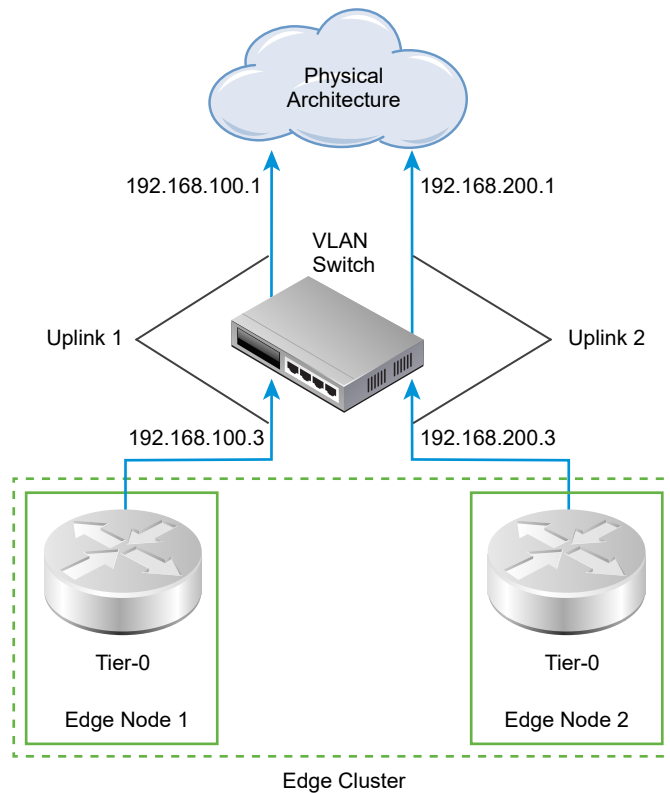 Physical
Architecture
192.168.100.1
192.168.200.1
VLAN
Switch
Uplink 1
Uplink 2
192.168.100.3
192.168.200.3
Tier-0
Tier-0
Edge Node 1
Edge Node 2
Edge Cluster